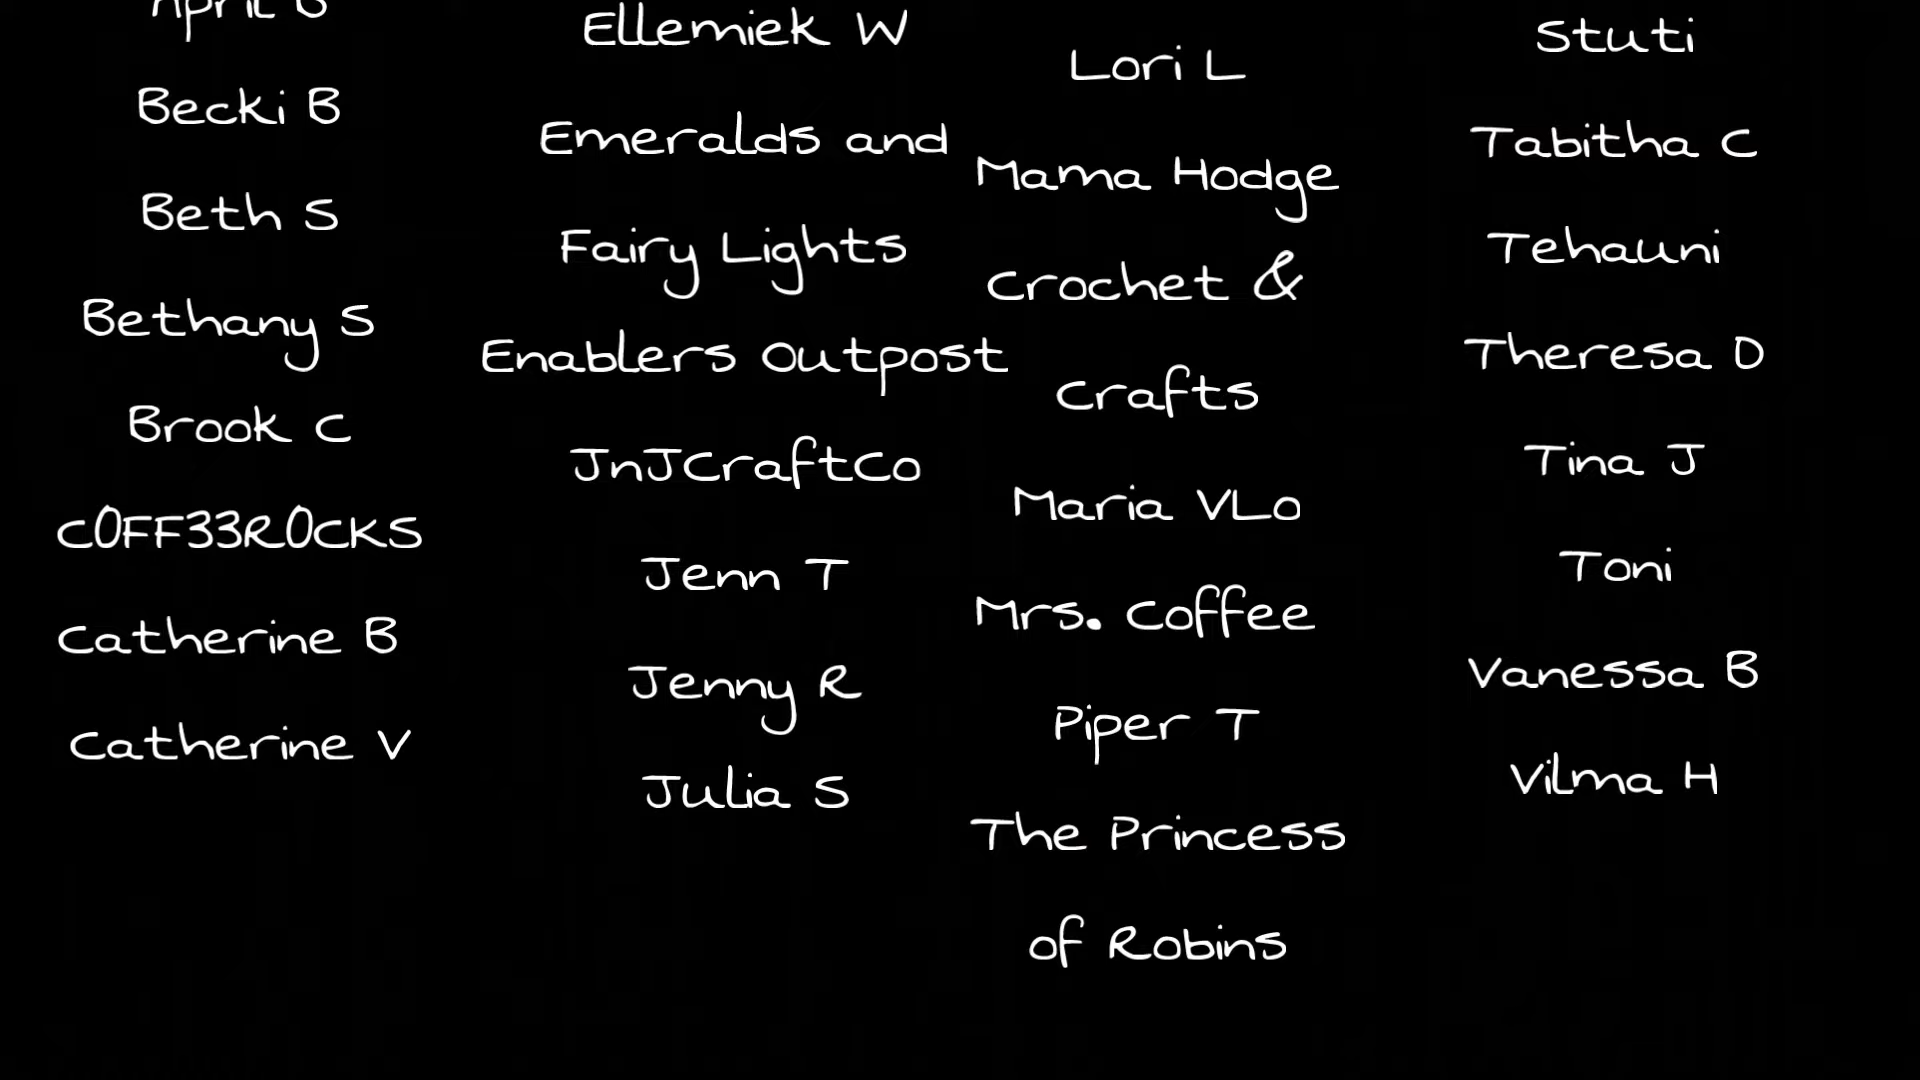 Becki B
Beth S
Bethany S
Brook C
C0FF33R0CKS
Catherine B
Catherine V
Ellemiek W
Emeralds and
Fairy Lights
Enablers Outpost
JnJCraftCo
Jenn T
Jenny R
Julia S
Lori L
Mama Hodge
Crochet &
Crafts
Maria VLo
Mrs. Coffee
Piper T
The Princess
of Robins
Stuti
Tabitha C
Tehauni
Theresa D
Tina J
Toni
Vanessa B
Vilma H